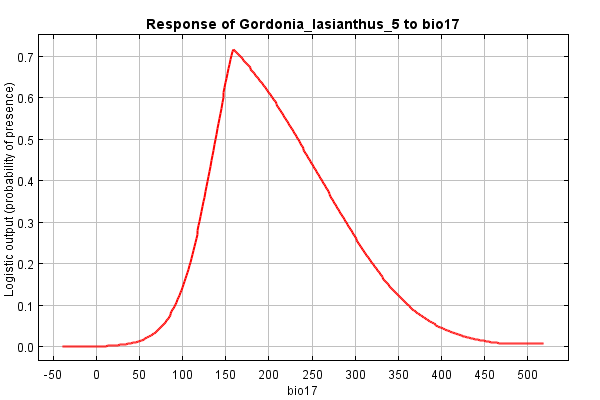 Response of Gordonia_lasianthus_5 to bio17
Logistic output (probability of presence)
0.7
0.6
0.5
0.4
0.3
0.2
0.1
0.0
-50 0 50 100 150 200 250 300 350 400 450 500
bio17